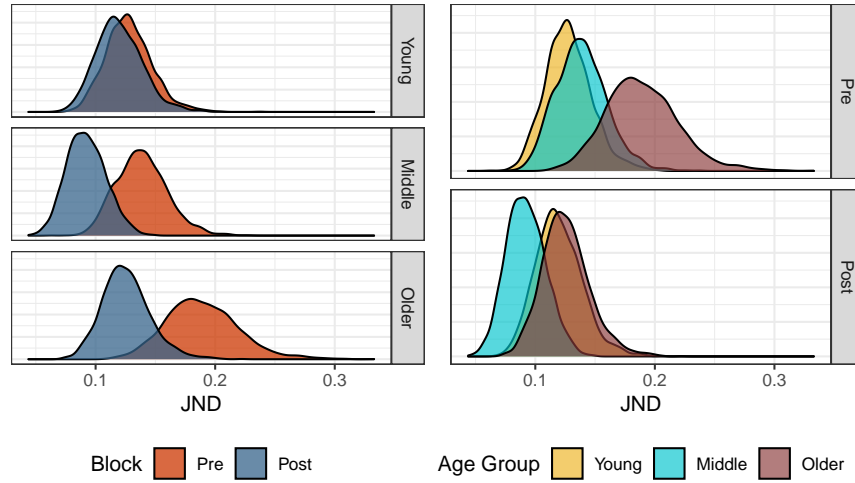 Young
Middle
Older
0.1 0.2 0.3
JND
Block Pre Post
Pre
Post
0.1 0.2 0.3
JND
Age Group Young Middle Older